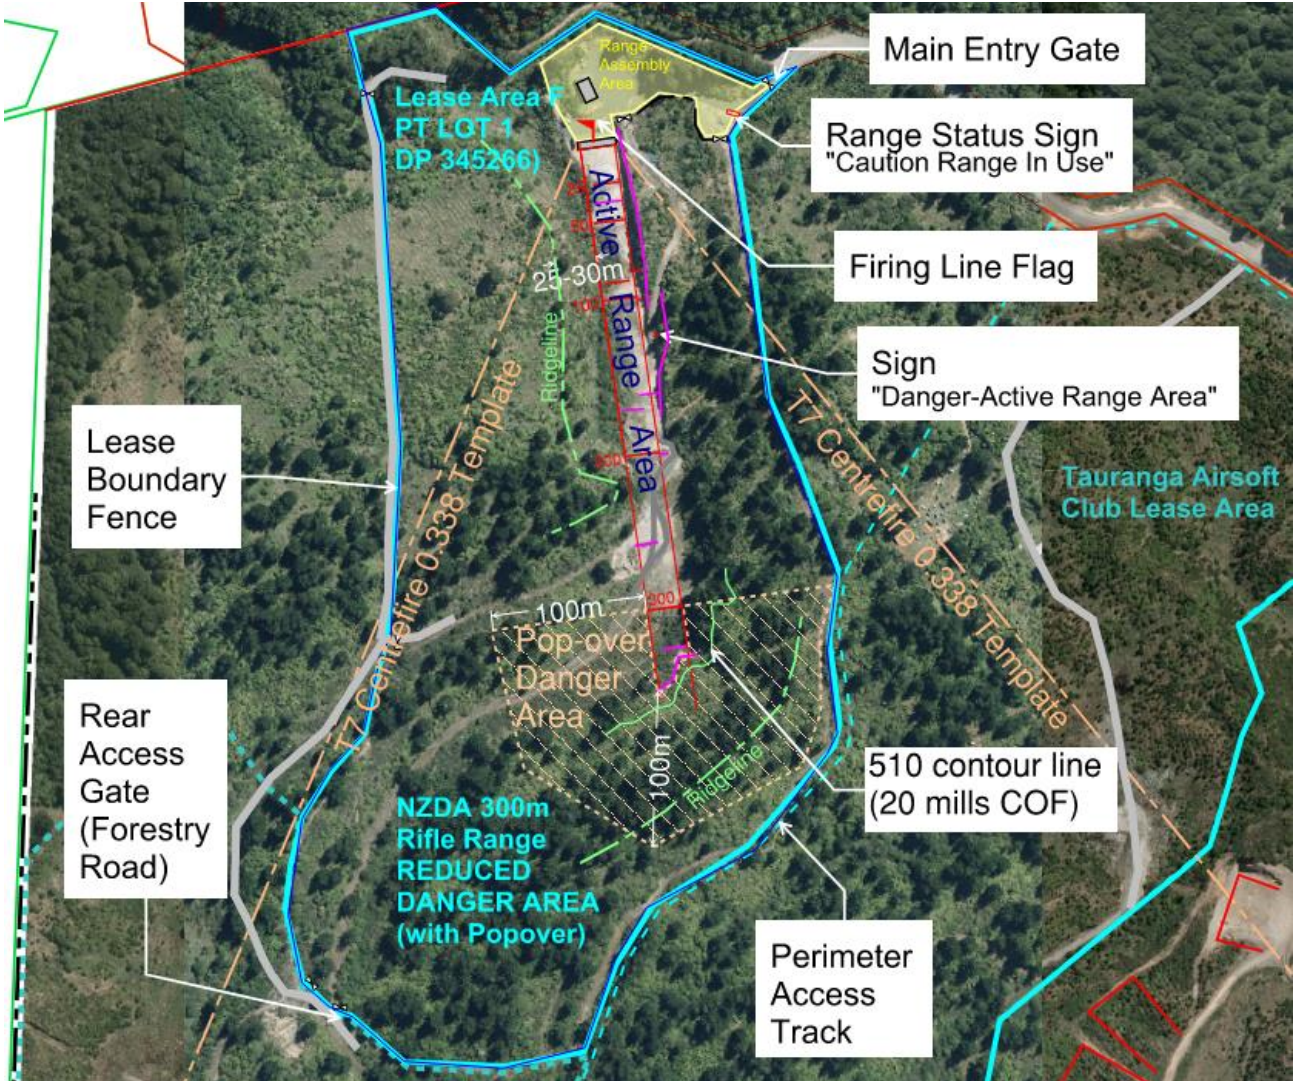 Range
Assembly
Area
Main Entry Gate
Lease Area F
PT LOT 1
DP 345266)
Range Status Sign
"Caution Range In Use"
Active
Range
Area
25-30m
100
300
Firing Line Flag
Ridgeline
Sign
"Danger-Active Range Area"
T7 Centrefire 0.338 Template
T7 Centrefire 0.338 Template
Lease
Boundary
Fence
Tauranga Airsoft
Club Lease Area
100m
Pop-over
Danger
Area
100m
Ridgeline
Rear
Access
Gate
(Forestry
Road)
510 contour line
(20 mills COF)
NZDA 300m
Rifle Range
REDUCED
DANGER AREA
(with Popover)
Perimeter
Access
Track